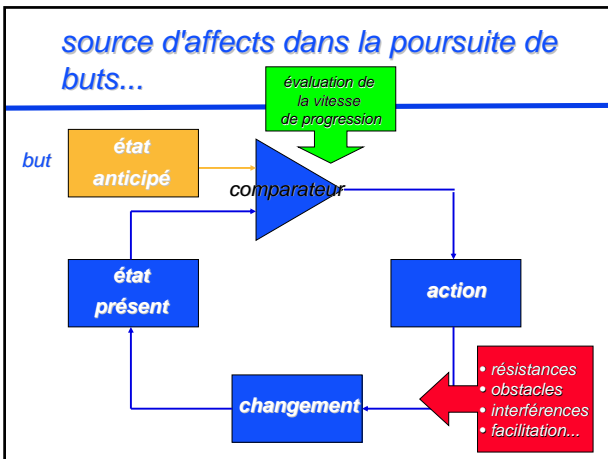 source d'affects dans la poursuite de
buts...
évaluation de
la vitesse
de progression
but
état
anticipé
comparateur
état
présent
action
changement
• résistances
• obstacles
• interférences
• facilitation...